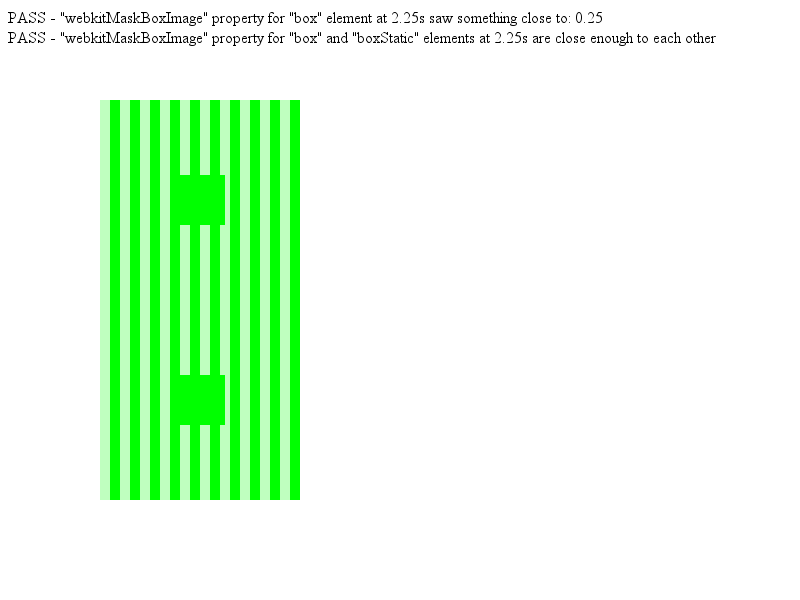 PASS - "webkitMaskBoxImage" property for "box" element at 2.25s saw something close to: 0.25
PASS - "webkitMaskBoxImage" property for "box" and "boxStatic" elements at 2.25s are close enough to each other